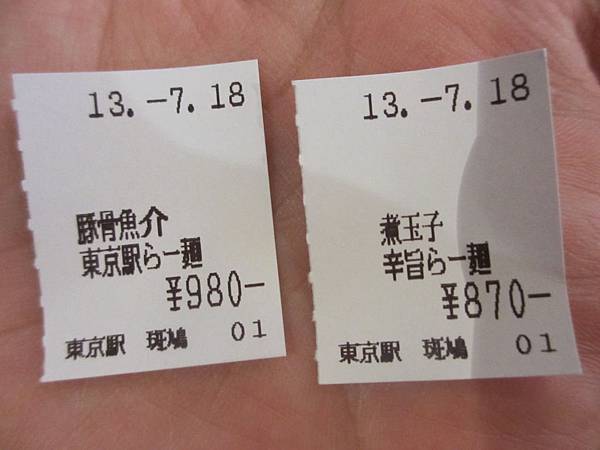 13.-7.18
豚骨魚介
東京駅らー麺
¥980-
東京駅 斑鳩 01
13.-7.18
煮玉子
辛旨らー麺
¥870-
東京駅 斑鳩 01